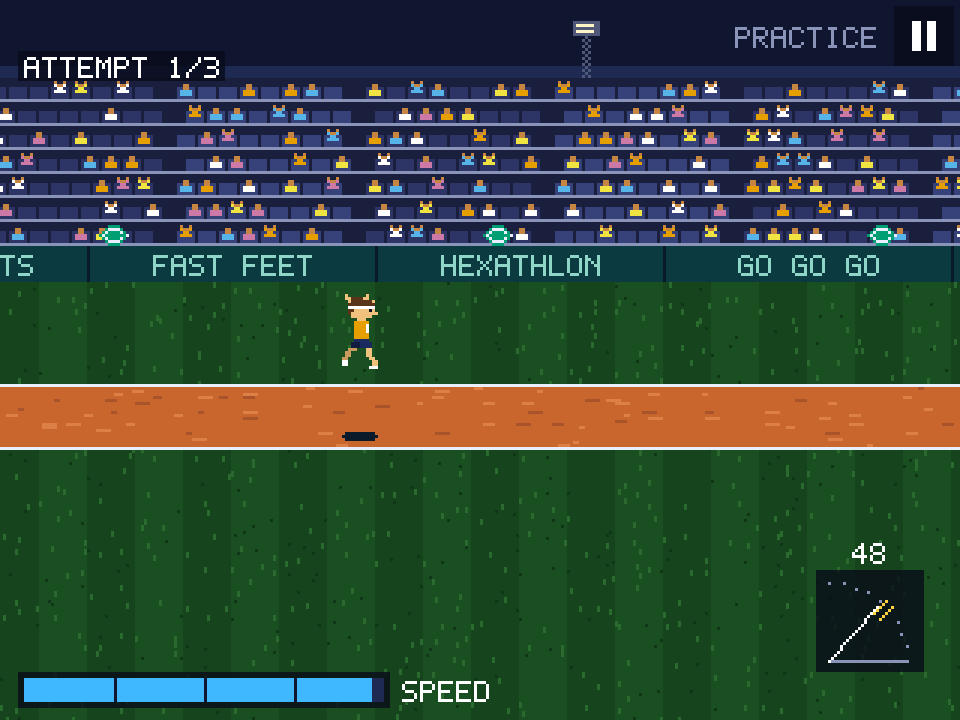 PRACTICE
ATTEMPT 1/3
TS FAST FEET HEXATHLON GO GO GO
48
SPEED